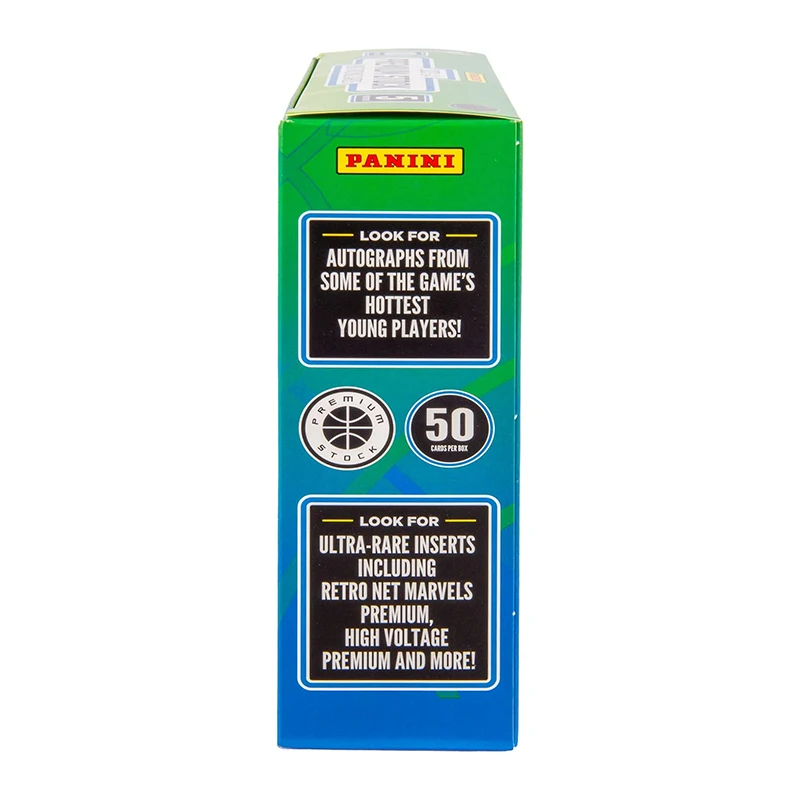 PANINI
LOOK FOR
AUTOGRAPHS FROM
SOME OF THE GAME'S
HOTTEST
YOUNG PLAYERS!
PREMIUM
STOCK
50
CARDS PER BOX
LOOK FOR
ULTRA-RARE INSERTS
INCLUDING
RETRO NET MARVELS
PREMIUM,
HIGH VOLTAGE
PREMIUM AND MORE!